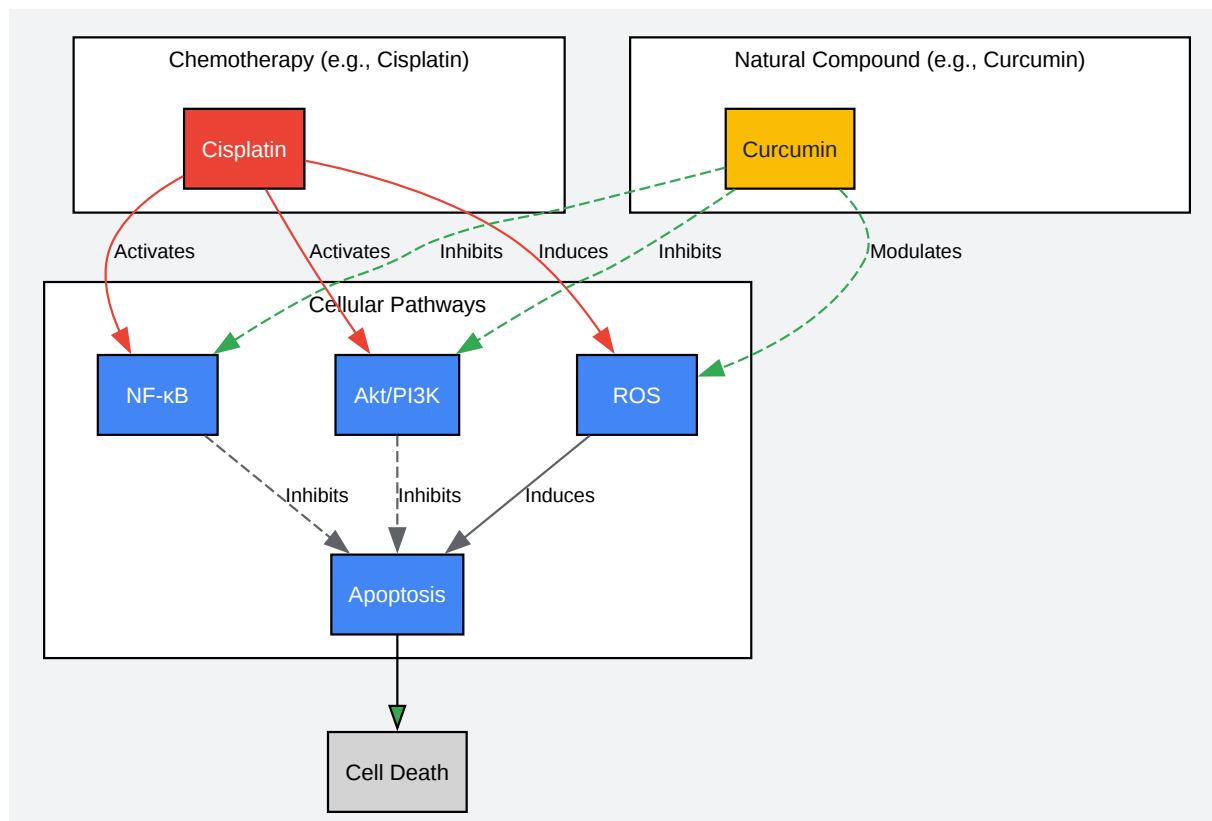 Chemotherapy (e.g., Cisplatin)
Natural Compound (e.g., Curcumin)
Cisplatin
Curcumin
Activates
Activates
Inhibits
Induces
Inhibits
Modulates
Cellular Pathways
NF-κB
Akt/PI3K
ROS
Inhibits
Inhibits
Induces
Apoptosis
Cell Death